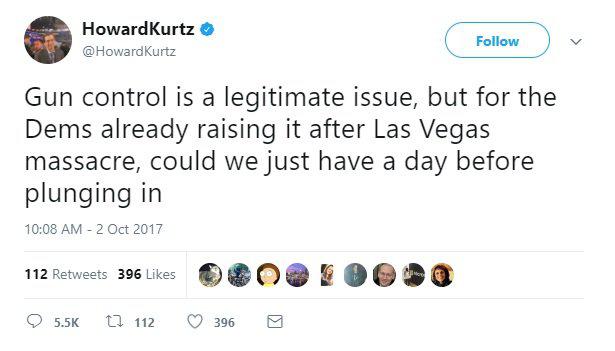 HowardKurtz
@HowardKurtz
Follow
Gun control is a legitimate issue, but for the
Dems already raising it after Las Vegas
massacre, could we just have a day before
plunging in
10:08 AM - 2 Oct 2017
112 Retweets 396 Likes
5.5K 112 396